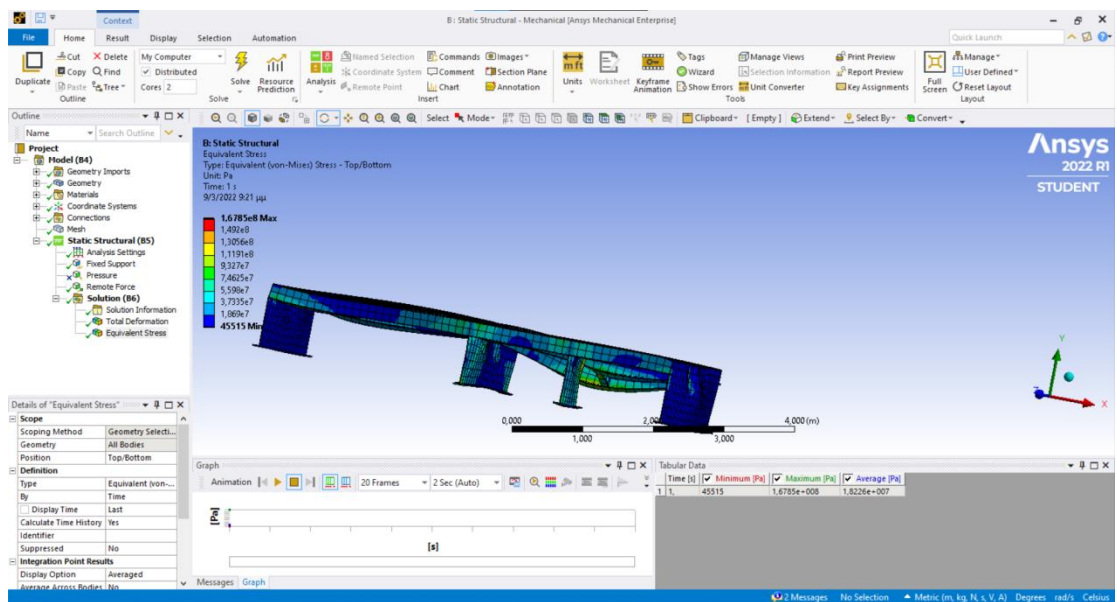 Context
B : Static Structural - Mechanical [Ansys Mechanical Enterprise]
File Home Result Display Selection Automation
Quick Launch
Duplicate
Cut
Copy
Paste
Delete
Find
Tree
Outline
My Computer
Distributed
Cores 2
Solve
Resource Prediction
Solve
Analysis
Named Selection
Coordinate System
Remote Point
Commands
Comment
Chart
Images
Section Plane
Annotation
Insert
Units
Worksheet
Keyframe Animation
Tags
Wizard
Show Errors
Manage Views
Selection Information
Unit Converter
Print Preview
Report Preview
Key Assignments
Tools
Full Screen
Manage
User Defined
Reset Layout
Layout
Outline
Name Search Outline
Select Mode Clipboard [ Empty ] Extend Select By Convert
Project
Model (B4)
Geometry Imports
Geometry
Materials
Coordinate Systems
Connections
Mesh
Static Structural (B5)
Analysis Settings
Fixed Support
Pressure
Remote Force
Solution (B6)
Solution Information
Total Deformation
Equivalent Stress
B: Static Structural
Equivalent Stress
Type: Equivalent (von-Mises) Stress - Top/Bottom
Unit: Pa
Time: 1 s
9/3/2022 9:21 μμ
1,6785e8 Max
1,492e8
1,3056e8
1,1191e8
9,327e7
7,4625e7
5,598e7
3,7335e7
1,869e7
45515 Min
Ansys
2022 R1
STUDENT
Y
X
0,000 4,000 (m)
1,000 3,000
Details of "Equivalent Stress"
Scope
Scoping Method Geometry Selecti...
Geometry All Bodies
Position Top/Bottom
Definition
Type Equivalent (von-...
By Time
Display Time Last
Calculate Time History Yes
Identifier
Suppressed No
Integration Point Results
Display Option Averaged
Average Across Bodies No
Graph
Animation 20 Frames 2 Sec (Auto)
[Pa]
[s]
Messages Graph
Tabular Data
Time [s] Minimum [Pa] Maximum [Pa] Average [Pa]
1 1, 45515 1,6785e+008 1,8226e+007
2 Messages No Selection Metric (m, kg, N, s, V, A) Degrees rad/s Celsius